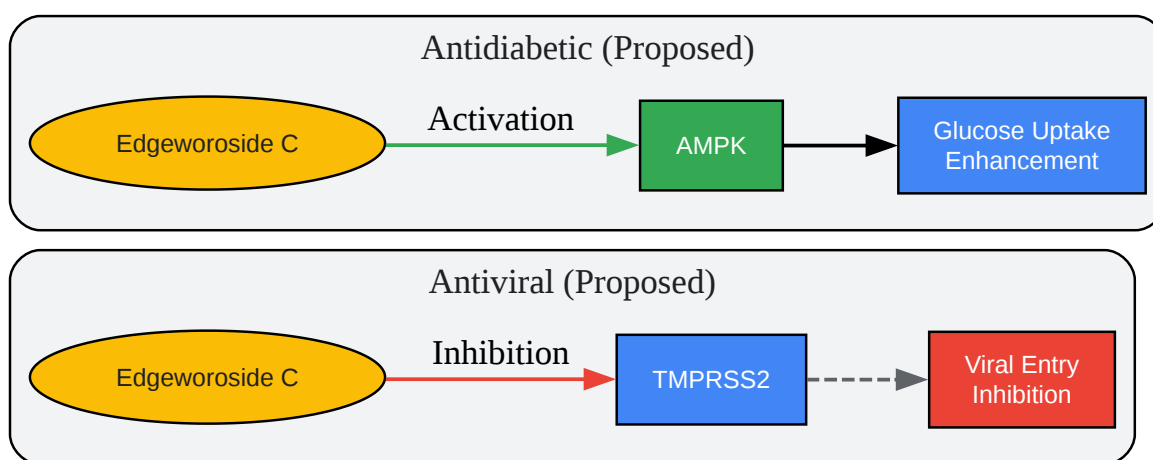 Antidiabetic (Proposed)
Edgeworoside C
Activation
AMPK
Glucose Uptake
Enhancement
Antiviral (Proposed)
Edgeworoside C
Inhibition
TMPRSS2
Viral Entry
Inhibition